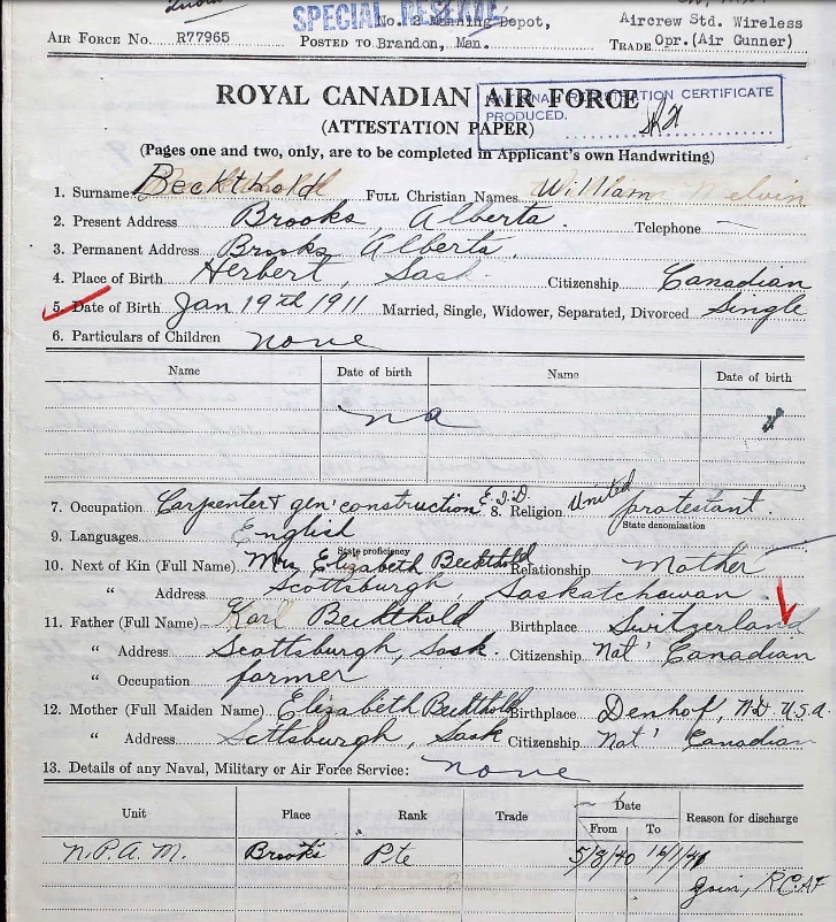 SPECIAL RESERVE
No. 2 Manning Depot,
Aircrew Std. Wireless
AIR FORCE No. R77965 POSTED TO Brandon, Man. TRADE Opr.(Air Gunner)
ROYAL CANADIAN AIR FORCE
NATIONAL REGISTRATION CERTIFICATE
PRODUCED.
(ATTESTATION PAPER)
(Pages one and two, only, are to be completed in Applicant's own Handwriting)
1. Surname Beckthold FULL Christian Names William Melvin
2. Present Address Brooks Alberta. Telephone —
3. Permanent Address Brooks Alberta.
4. Place of Birth Herbert, Sask. Citizenship Canadian
5. Date of Birth Jan 19th 1911 Married, Single, Widower, Separated, Divorced Single
6. Particulars of Children none
Name Date of birth Name Date of birth
na
7. Occupation Carpenter & gen' construction 8. Religion United protestant.
State denomination
9. Languages English
State proficiency
10. Next of Kin (Full Name) Mrs Elizabeth Beckthold Relationship Mother
" Address Scottsburgh, Saskatchewan.
11. Father (Full Name) Karl Beckthold Birthplace Switzerland
" Address Scottsburgh, Sask. Citizenship Nat' Canadian
" Occupation farmer
12. Mother (Full Maiden Name) Elizabeth Beckthold Birthplace Denhof, N.D. U.S.A.
" Address Scttsburgh, Sask Citizenship Nat' Canadian
13. Details of any Naval, Military or Air Force Service: none
Unit Place Rank Trade Date Reason for discharge
From To
N.P.A.M. Brooks Pte 5/8/40 16/1/41
join, RCAF